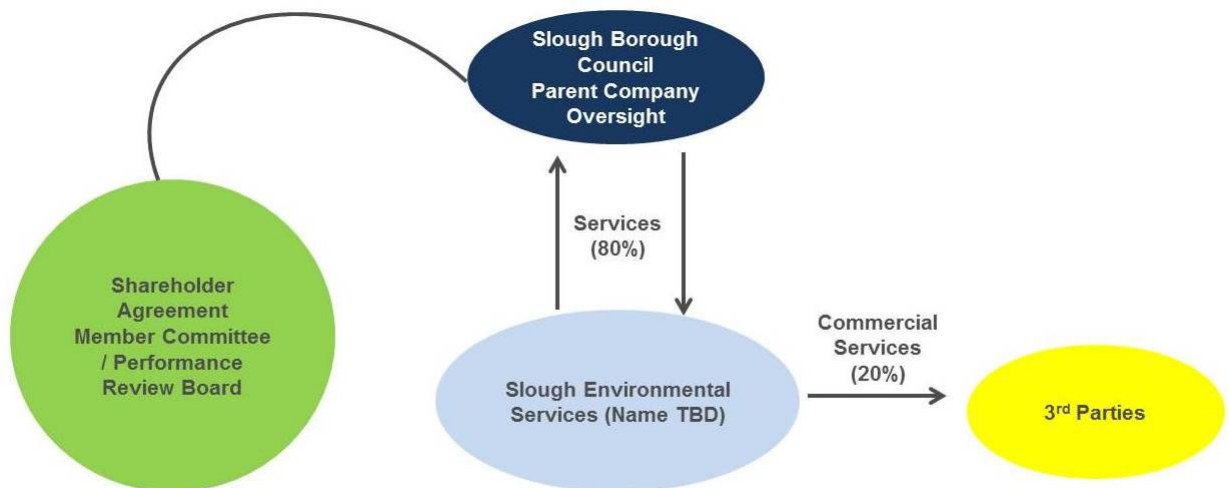 Slough Borough
Council
Parent Company
Oversight
Services
(80%)
Shareholder
Agreement
Member Committee
/ Performance
Review Board
Slough Environmental
Services (Name TBD)
Commercial
Services
(20%)
3rd Parties